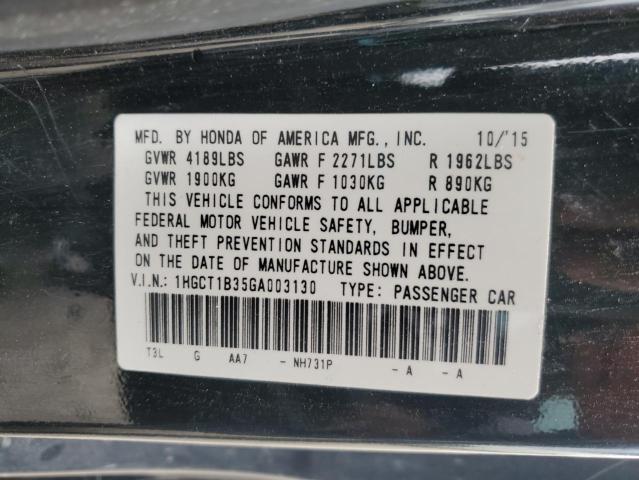 MFD. BY HONDA OF AMERICA MFG., INC. 10/'15
GVWR 4189LBS GAWR F 2271LBS R 1962LBS
GVWR 1900KG GAWR F 1030KG R 890KG
THIS VEHICLE CONFORMS TO ALL APPLICABLE
FEDERAL MOTOR VEHICLE SAFETY, BUMPER,
AND THEFT PREVENTION STANDARDS IN EFFECT
ON THE DATE OF MANUFACTURE SHOWN ABOVE.
V.I.N.: 1HGCT1B35GA003130 TYPE: PASSENGER CAR
T3L G AA7 - NH731P - A - A